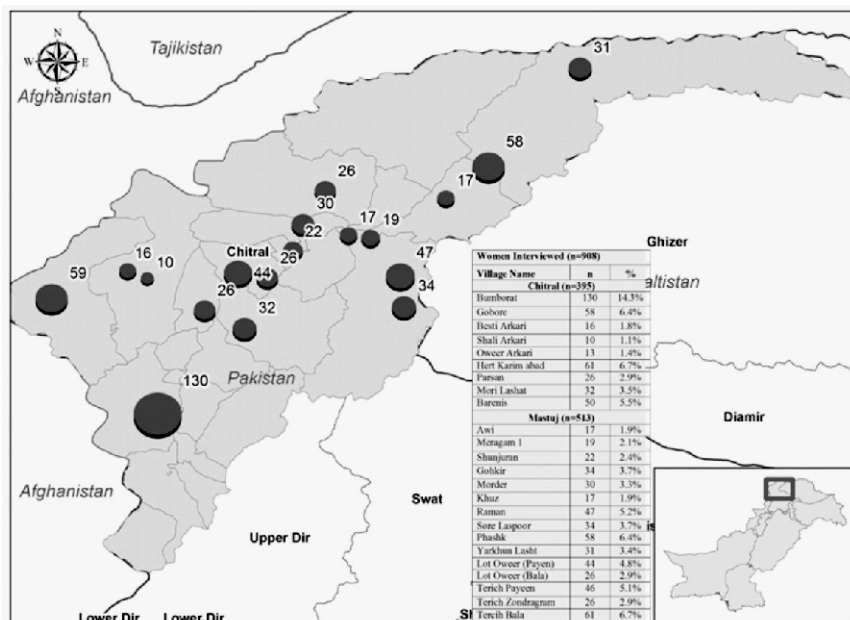 N
W E
S
Tajikistan
Afghanistan
31
58
17
26
30
22
17 19
Chitral
26
44
16
10
59
26
32
47
34
130
Pakistan
Afghanistan
Ghizer
altistan
Diamir
Swat
Upper Dir
Lower Dir Lower Dir
Women Interviewed (n=908)
Village Name n %
Chitral (n=395)
Bumborat 130 14.3%
Gobore 58 6.4%
Besti Arkari 16 1.8%
Shali Arkari 10 1.1%
Oweer Arkari 13 1.4%
Hert Karim abad 61 6.7%
Parsan 26 2.9%
Mori Lashat 32 3.5%
Barenis 50 5.5%
Mastuj (n=513)
Awi 17 1.9%
Meragam 1 19 2.1%
Shunjuran 22 2.4%
Gohkir 34 3.7%
Morder 30 3.3%
Khuz 17 1.9%
Raman 47 5.2%
Sore Laspoor 34 3.7%
Phashk 58 6.4%
Yarkhun Lasht 31 3.4%
Lot Oweer (Payen) 44 4.8%
Lot Oweer (Bala) 26 2.9%
Terich Payeen 46 5.1%
Terich Zondragram 26 2.9%
Tercih Bala 61 6.7%